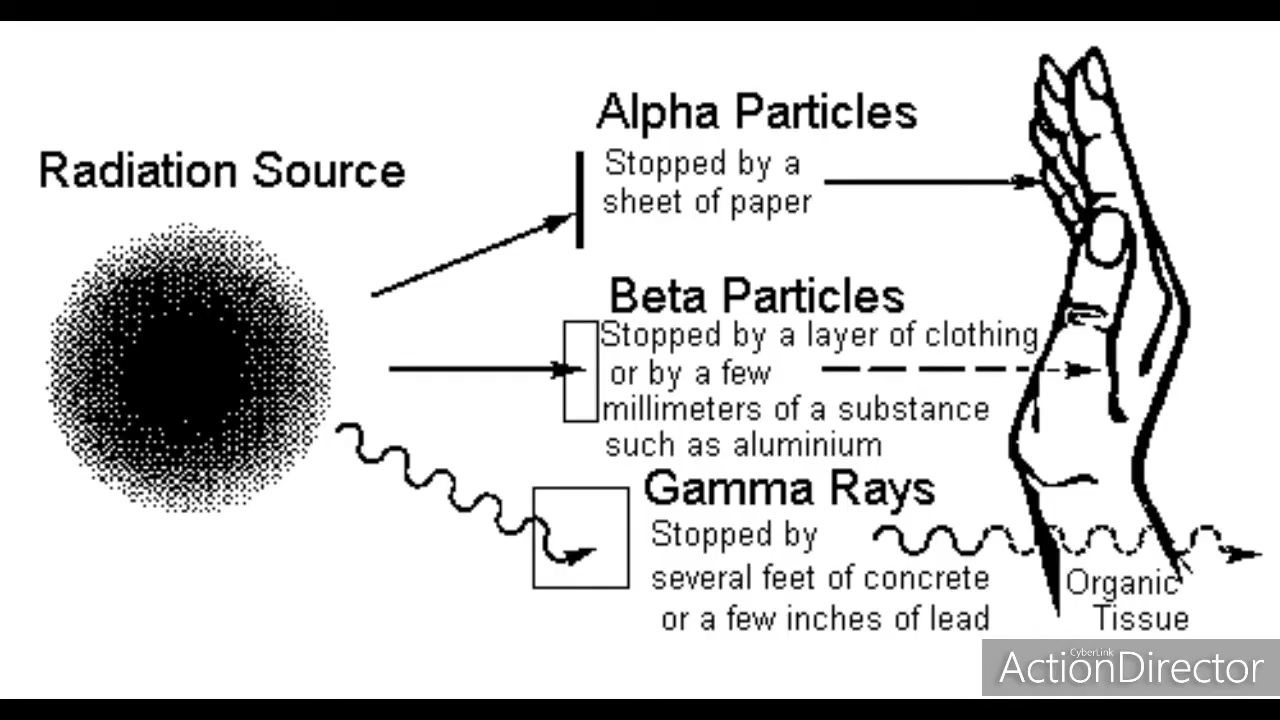 Radiation Source
Alpha Particles
Stopped by a
sheet of paper
Beta Particles
Stopped by a layer of clothing
or by a few
millimeters of a substance
such as aluminium
Gamma Rays
Stopped by
several feet of concrete
or a few inches of lead
Organic
Tissue
CyberLink
ActionDirector